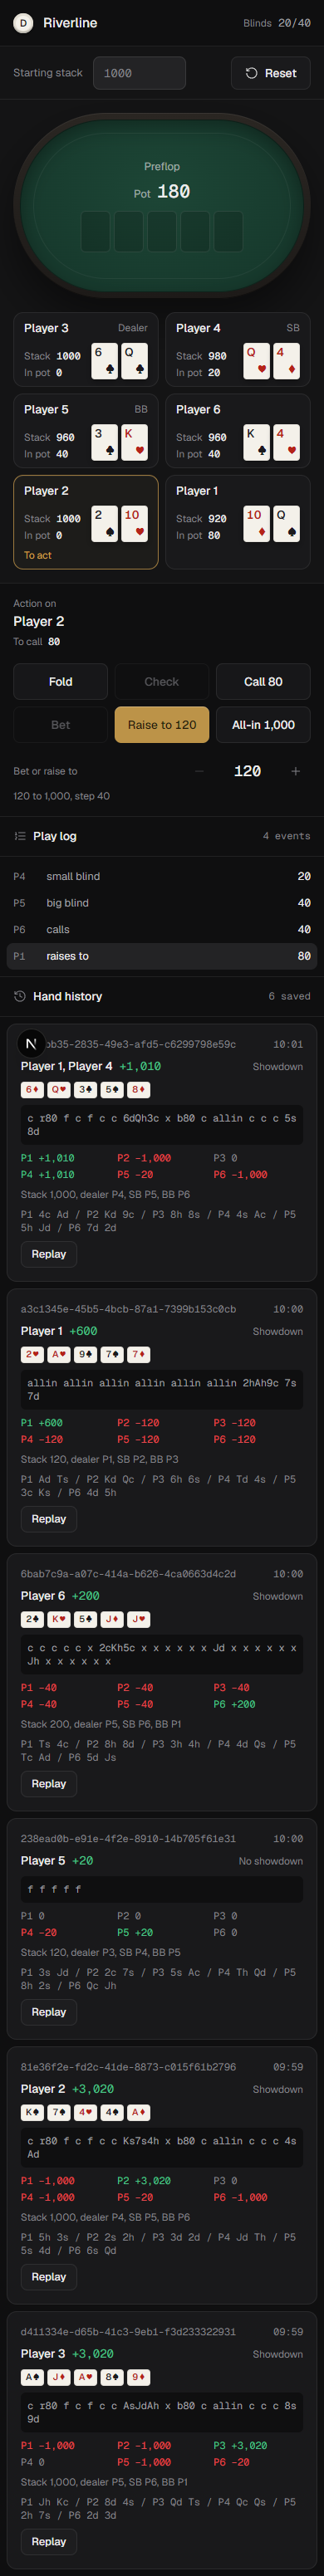 D Riverline Blinds 20/40
Starting stack 1000 Reset
Preflop
Pot 180
Player 3 Dealer
Stack 1000
In pot 0
6♠ Q♠
Player 4 SB
Stack 980
In pot 20
Q♥ 4♦
Player 5 BB
Stack 960
In pot 40
3♠ K♥
Player 6
Stack 960
In pot 40
K♠ 4♥
Player 2
Stack 1000
In pot 0
2♠ 10♥
To act
Player 1
Stack 920
In pot 80
10♦ Q♠
Action on
Player 2
To call 80
Fold Check Call 80
Bet Raise to 120 All-in 1,000
Bet or raise to − 120 +
120 to 1,000, step 40
Play log 4 events
P4 small blind 20
P5 big blind 40
P6 calls 40
P1 raises to 80
Hand history 6 saved
N bb35-2835-49e3-afd5-c6299798e59c 10:01
Player 1, Player 4 +1,010 Showdown
6♦ Q♥ 3♣ 5♠ 8♦
c r80 f c f c c 6dQh3c x b80 c allin c c c 5s
8d
P1 +1,010 P2 −1,000 P3 0
P4 +1,010 P5 −20 P6 −1,000
Stack 1,000, dealer P4, SB P5, BB P6
P1 4c Ad / P2 Kd 9c / P3 8h 8s / P4 4s Ac / P5
5h Jd / P6 7d 2d
Replay
a3c1345e-45b5-4bcb-87a1-7399b153c0cb 10:00
Player 1 +600 Showdown
2♥ A♥ 9♣ 7♠ 7♦
allin allin allin allin allin allin 2hAh9c 7s
7d
P1 +600 P2 −120 P3 −120
P4 −120 P5 −120 P6 −120
Stack 120, dealer P1, SB P2, BB P3
P1 Ad Ts / P2 Kd Qc / P3 6h 6s / P4 Td 4s / P5
3c Ks / P6 4d 5h
Replay
6bab7c9a-a07c-414a-b626-4ca0663d4c2d 10:00
Player 6 +200 Showdown
2♣ K♥ 5♣ J♦ J♥
c c c c c x 2cKh5c x x x x x x Jd x x x x x x
Jh x x x x x x
P1 −40 P2 −40 P3 −40
P4 −40 P5 −40 P6 +200
Stack 200, dealer P5, SB P6, BB P1
P1 Ts 4c / P2 8h 8d / P3 3h 4h / P4 4d Qs / P5
Tc Ad / P6 5d Js
Replay
238ead0b-e91e-4f2e-8910-14b705f61e31 10:00
Player 5 +20 No showdown
f f f f f
P1 0 P2 0 P3 0
P4 −20 P5 +20 P6 0
Stack 120, dealer P3, SB P4, BB P5
P1 3s Jd / P2 2c 7s / P3 5s Ac / P4 Th Qd / P5
8h 2s / P6 Qc Jh
Replay
81e36f2e-fd2c-41de-8873-c015f61b2796 09:59
Player 2 +3,020 Showdown
K♠ 7♠ 4♥ 4♠ A♦
c r80 f c f c c Ks7s4h x b80 c allin c c c 4s
Ad
P1 −1,000 P2 +3,020 P3 0
P4 −1,000 P5 −20 P6 −1,000
Stack 1,000, dealer P4, SB P5, BB P6
P1 5h 3s / P2 2s 2h / P3 3d 2d / P4 Jd Th / P5
5s 4d / P6 6s Qd
Replay
d411334e-d65b-41c3-9eb1-f3d233322931 09:59
Player 3 +3,020 Showdown
A♠ J♦ A♥ 8♠ 9♦
c r80 f c f c c AsJdAh x b80 c allin c c c 8s
9d
P1 −1,000 P2 −1,000 P3 +3,020
P4 0 P5 −1,000 P6 −20
Stack 1,000, dealer P5, SB P6, BB P1
P1 Jh Kc / P2 8d 4s / P3 Qd Ts / P4 Qc Qs / P5
2h 7s / P6 2d 3d
Replay